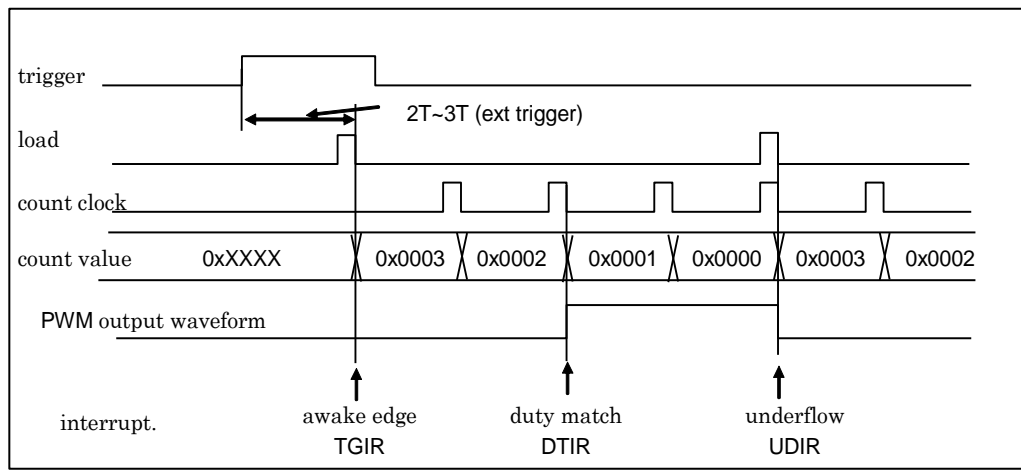 trigger
2T~3T (ext trigger)
load
count clock
count value 0xXXXX 0x0003 0x0002 0x0001 0x0000 0x0003 0x0002
PWM output waveform
interrupt. awake edge duty match underflow
TGIR DTIR UDIR